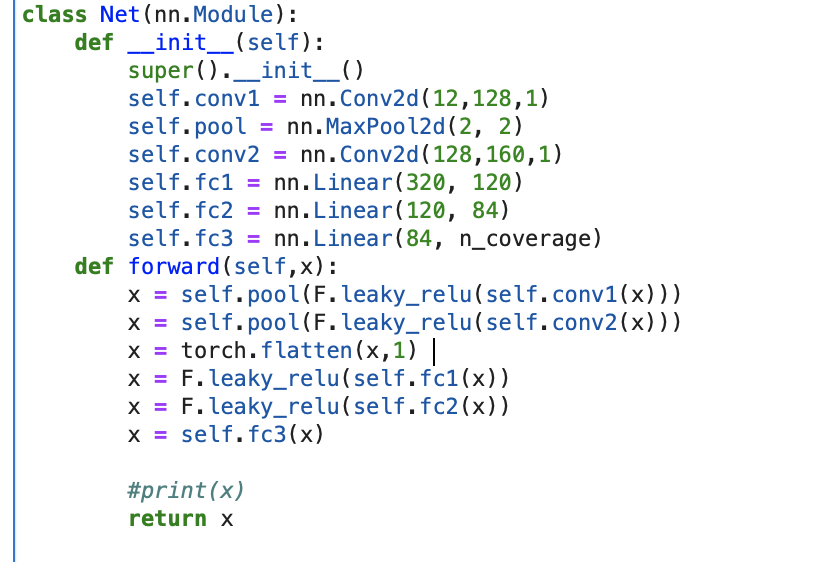 class Net(nn.Module):
    def __init__(self):
        super().__init__()
        self.conv1 = nn.Conv2d(12,128,1)
        self.pool = nn.MaxPool2d(2, 2)
        self.conv2 = nn.Conv2d(128,160,1)
        self.fc1 = nn.Linear(320, 120)
        self.fc2 = nn.Linear(120, 84)
        self.fc3 = nn.Linear(84, n_coverage)
    def forward(self,x):
        x = self.pool(F.leaky_relu(self.conv1(x)))
        x = self.pool(F.leaky_relu(self.conv2(x)))
        x = torch.flatten(x,1)
        x = F.leaky_relu(self.fc1(x))
        x = F.leaky_relu(self.fc2(x))
        x = self.fc3(x)

        #print(x)
        return x